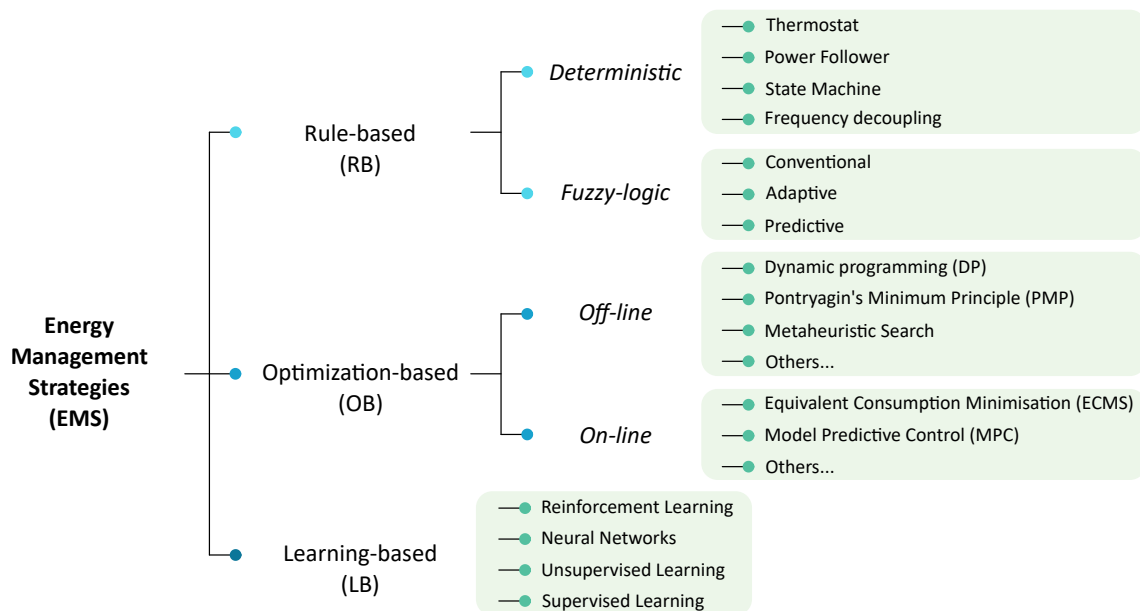 Energy
Management
Strategies
(EMS)
Rule-based
(RB)
Deterministic
Thermostat
Power Follower
State Machine
Frequency decoupling
Fuzzy-logic
Conventional
Adaptive
Predictive
Optimization-based
(OB)
Off-line
Dynamic programming (DP)
Pontryagin's Minimum Principle (PMP)
Metaheuristic Search
Others...
On-line
Equivalent Consumption Minimisation (ECMS)
Model Predictive Control (MPC)
Others...
Learning-based
(LB)
Reinforcement Learning
Neural Networks
Unsupervised Learning
Supervised Learning